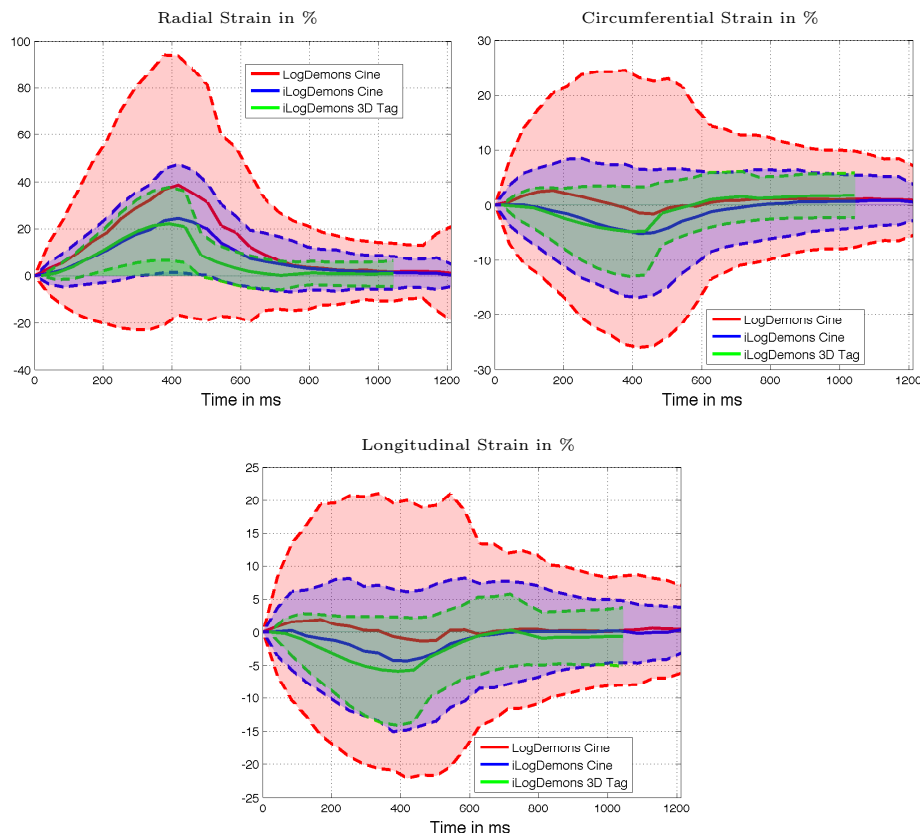 Radial Strain in %
100
80
60
40
20
0
-20
-40
LogDemons Cine
iLogDemons Cine
iLogDemons 3D Tag
0 200 400 600 800 1000 1200
Time in ms
Circumferential Strain in %
30
20
10
0
-10
-20
-30
LogDemons Cine
iLogDemons Cine
iLogDemons 3D Tag
0 200 400 600 800 1000 1200
Time in ms
Longitudinal Strain in %
25
20
15
10
5
0
-5
-10
-15
-20
-25
LogDemons Cine
iLogDemons Cine
iLogDemons 3D Tag
0 200 400 600 800 1000 1200
Time in ms